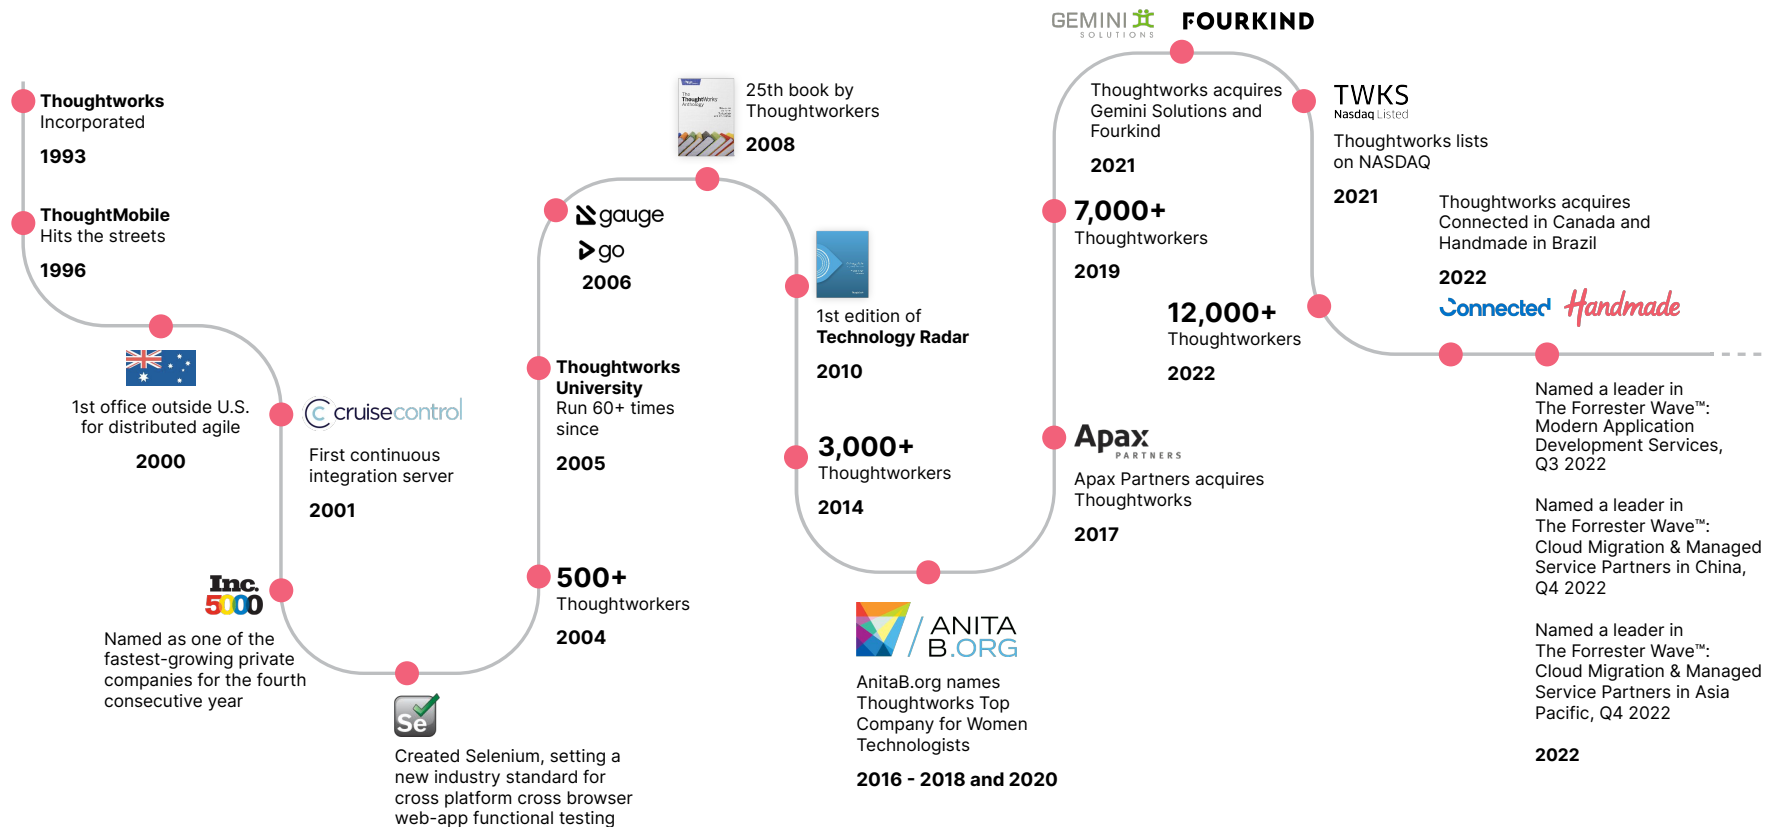 Thoughtworks
Incorporated
1993
ThoughtMobile
Hits the streets
1996
1st office outside U.S.
for distributed agile
2000
cruisecontrol
First continuous
integration server
2001
Inc.
5000
Named as one of the
fastest-growing private
companies for the fourth
consecutive year
Se
Created Selenium, setting a
new industry standard for
cross platform cross browser
web-app functional testing
500+
Thoughtworkers
2004
Thoughtworks
University
Run 60+ times
since
2005
gauge
go
2006
The
ThoughtWorks
Anthology
25th book by
Thoughtworkers
2008
1st edition of
Technology Radar
2010
3,000+
Thoughtworkers
2014
ANITA
B.ORG
AnitaB.org names
Thoughtworks Top
Company for Women
Technologists
2016 - 2018 and 2020
Apax
PARTNERS
Apax Partners acquires
Thoughtworks
2017
7,000+
Thoughtworkers
2019
GEMINI
SOLUTIONS
FOURKIND
Thoughtworks acquires
Gemini Solutions and
Fourkind
2021
TWKS
Nasdaq Listed
Thoughtworks lists
on NASDAQ
2021
12,000+
Thoughtworkers
2022
Thoughtworks acquires
Connected in Canada and
Handmade in Brazil
2022
Connected
Handmade
Named a leader in
The Forrester Wave™:
Modern Application
Development Services,
Q3 2022
Named a leader in
The Forrester Wave™:
Cloud Migration & Managed
Service Partners in China,
Q4 2022
Named a leader in
The Forrester Wave™:
Cloud Migration & Managed
Service Partners in Asia
Pacific, Q4 2022
2022